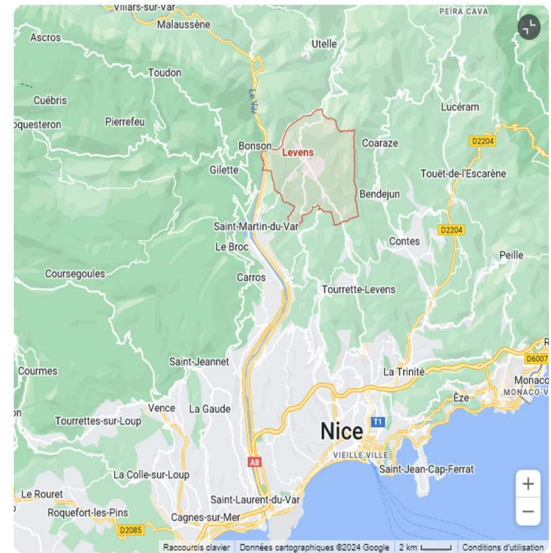 Villars-sur-Var
PEÏRA CAVA
Malaussène
Ascros
Utelle
Toudon
Le Var
Cuébris
Lucéram
oquesteron
Pierrefeu
Bonson
Levens
Coaraze
D2204
Gilette
Touët-de-l'Escarène
Bendejun
Saint-Martin-du-Var
D2204
Le Broc
Contes
Peille
Coursegoules
Carros
Tourrette-Levens
Saint-Jeannet
D6007
Courmes
La Trinité
Monaco
MONACO-V
Èze
Vence
La Gaude
Tourrettes-sur-Loup
Nice
T1
VIEILLE VILLE
A8
Saint-Jean-Cap-Ferrat
La Colle-sur-Loup
Le Rouret
Saint-Laurent-du-Var
Roquefort-les-Pins
Cagnes-sur-Mer
D2085
+
−
Raccourcis clavier Données cartographiques ©2024 Google 2 km Conditions d'utilisation